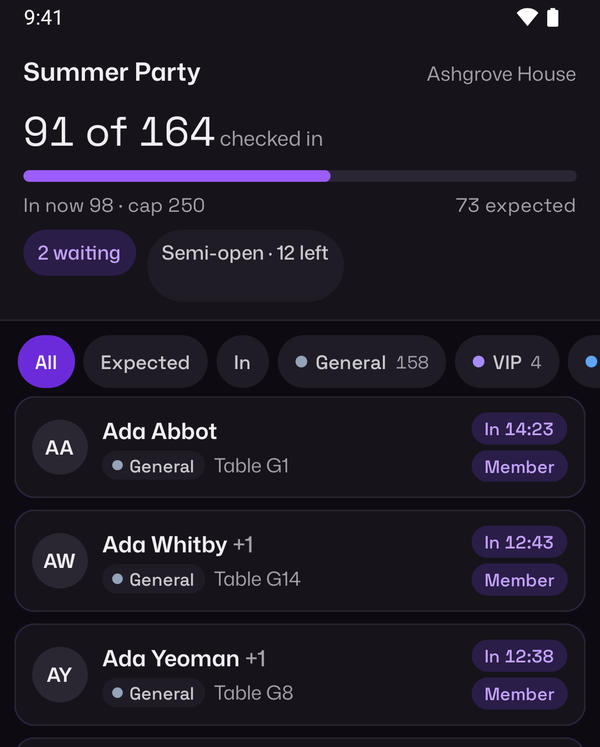 9:41
Summer Party
Ashgrove House
91 of 164 checked in
In now 98 · cap 250
73 expected
2 waiting
Semi-open · 12 left
All
Expected
In
General 158
VIP 4
AA
Ada Abbot
General
Table G1
In 14:23
Member
AW
Ada Whitby +1
General
Table G14
In 12:43
Member
AY
Ada Yeoman +1
General
Table G8
In 12:38
Member